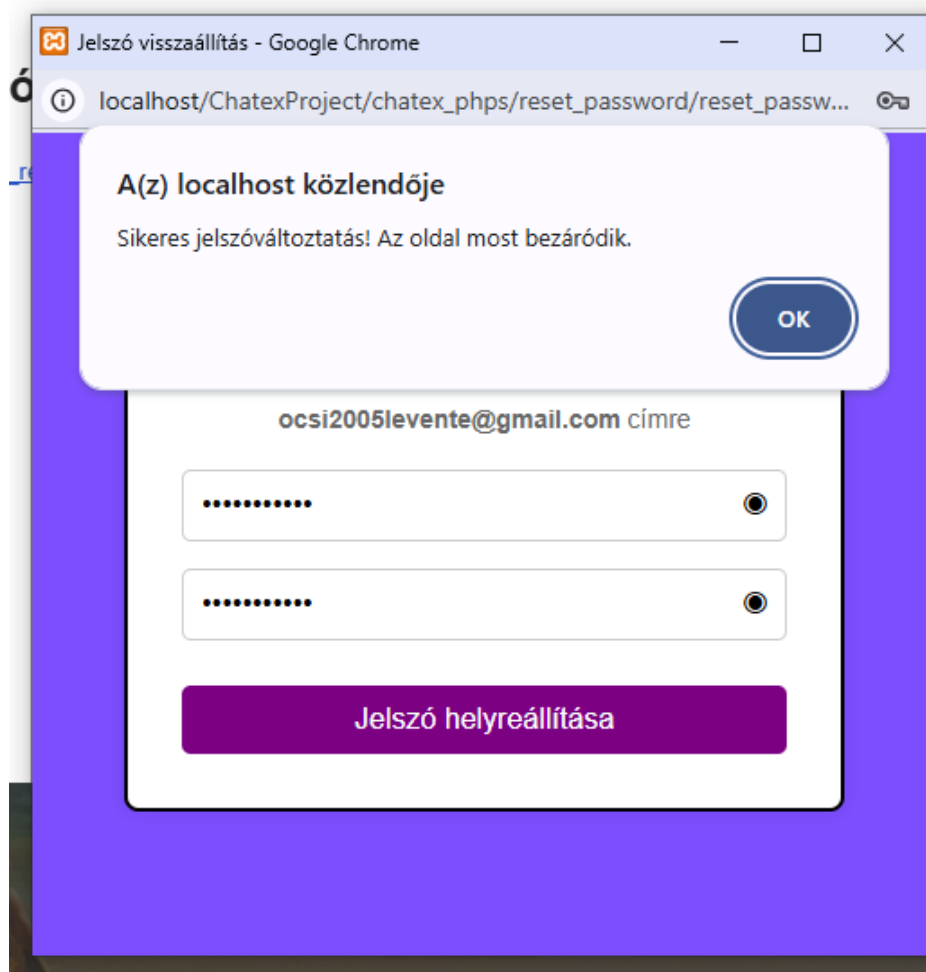 Jelszó visszaállítás - Google Chrome
localhost/ChatexProject/chatex_phps/reset_password/reset_passw...
A(z) localhost közlendője
Sikeres jelszóváltoztatás! Az oldal most bezáródik.
OK
ocsi2005levente@gmail.com címre
Jelszó helyreállítása